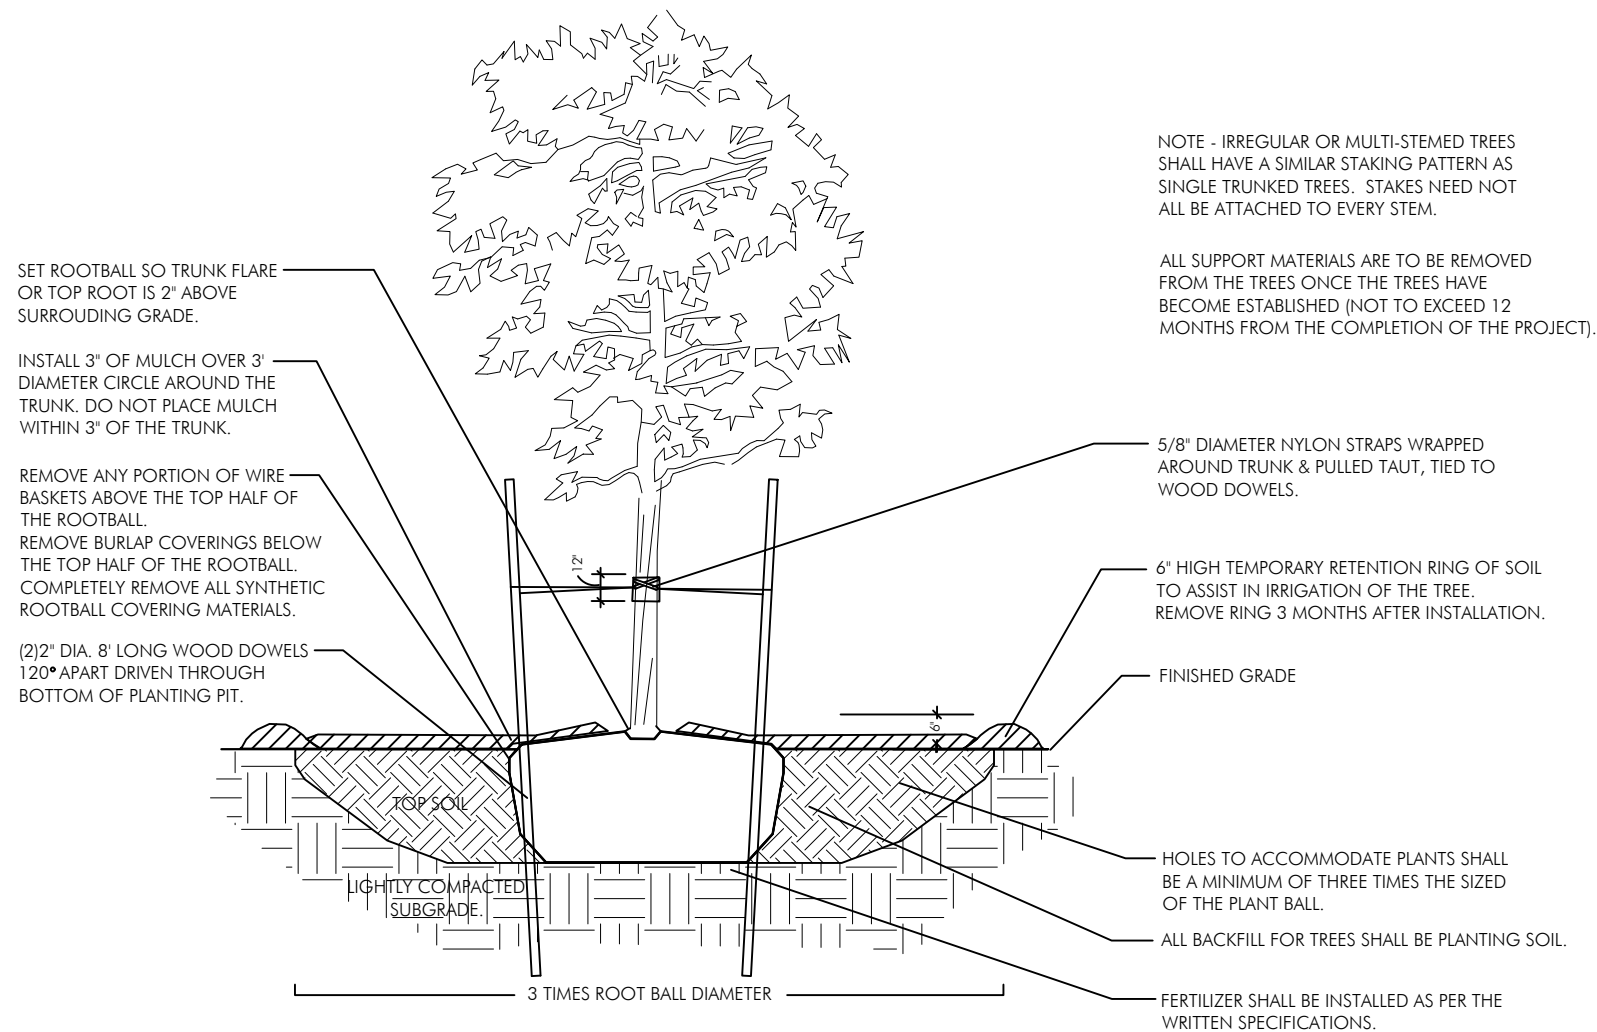 NOTE - IRREGULAR OR MULTI-STEMED TREES
SHALL HAVE A SIMILAR STAKING PATTERN AS
SINGLE TRUNKED TREES. STAKES NEED NOT
ALL BE ATTACHED TO EVERY STEM.
ALL SUPPORT MATERIALS ARE TO BE REMOVED
FROM THE TREES ONCE THE TREES HAVE
BECOME ESTABLISHED (NOT TO EXCEED 12
MONTHS FROM THE COMPLETION OF THE PROJECT).
SET ROOTBALL SO TRUNK FLARE
OR TOP ROOT IS 2" ABOVE
SURROUDING GRADE.
INSTALL 3" OF MULCH OVER 3'
DIAMETER CIRCLE AROUND THE
TRUNK. DO NOT PLACE MULCH
WITHIN 3" OF THE TRUNK.
REMOVE ANY PORTION OF WIRE
BASKETS ABOVE THE TOP HALF OF
THE ROOTBALL.
REMOVE BURLAP COVERINGS BELOW
THE TOP HALF OF THE ROOTBALL.
COMPLETELY REMOVE ALL SYNTHETIC
ROOTBALL COVERING MATERIALS.
(2)2" DIA. 8' LONG WOOD DOWELS
120° APART DRIVEN THROUGH
BOTTOM OF PLANTING PIT.
12"
5/8" DIAMETER NYLON STRAPS WRAPPED
AROUND TRUNK & PULLED TAUT, TIED TO
WOOD DOWELS.
6" HIGH TEMPORARY RETENTION RING OF SOIL
TO ASSIST IN IRRIGATION OF THE TREE.
REMOVE RING 3 MONTHS AFTER INSTALLATION.
FINISHED GRADE
6"
TOP SOIL
LIGHTLY COMPACTED
SUBGRADE.
HOLES TO ACCOMMODATE PLANTS SHALL
BE A MINIMUM OF THREE TIMES THE SIZED
OF THE PLANT BALL.
ALL BACKFILL FOR TREES SHALL BE PLANTING SOIL.
3 TIMES ROOT BALL DIAMETER
FERTILIZER SHALL BE INSTALLED AS PER THE
WRITTEN SPECIFICATIONS.